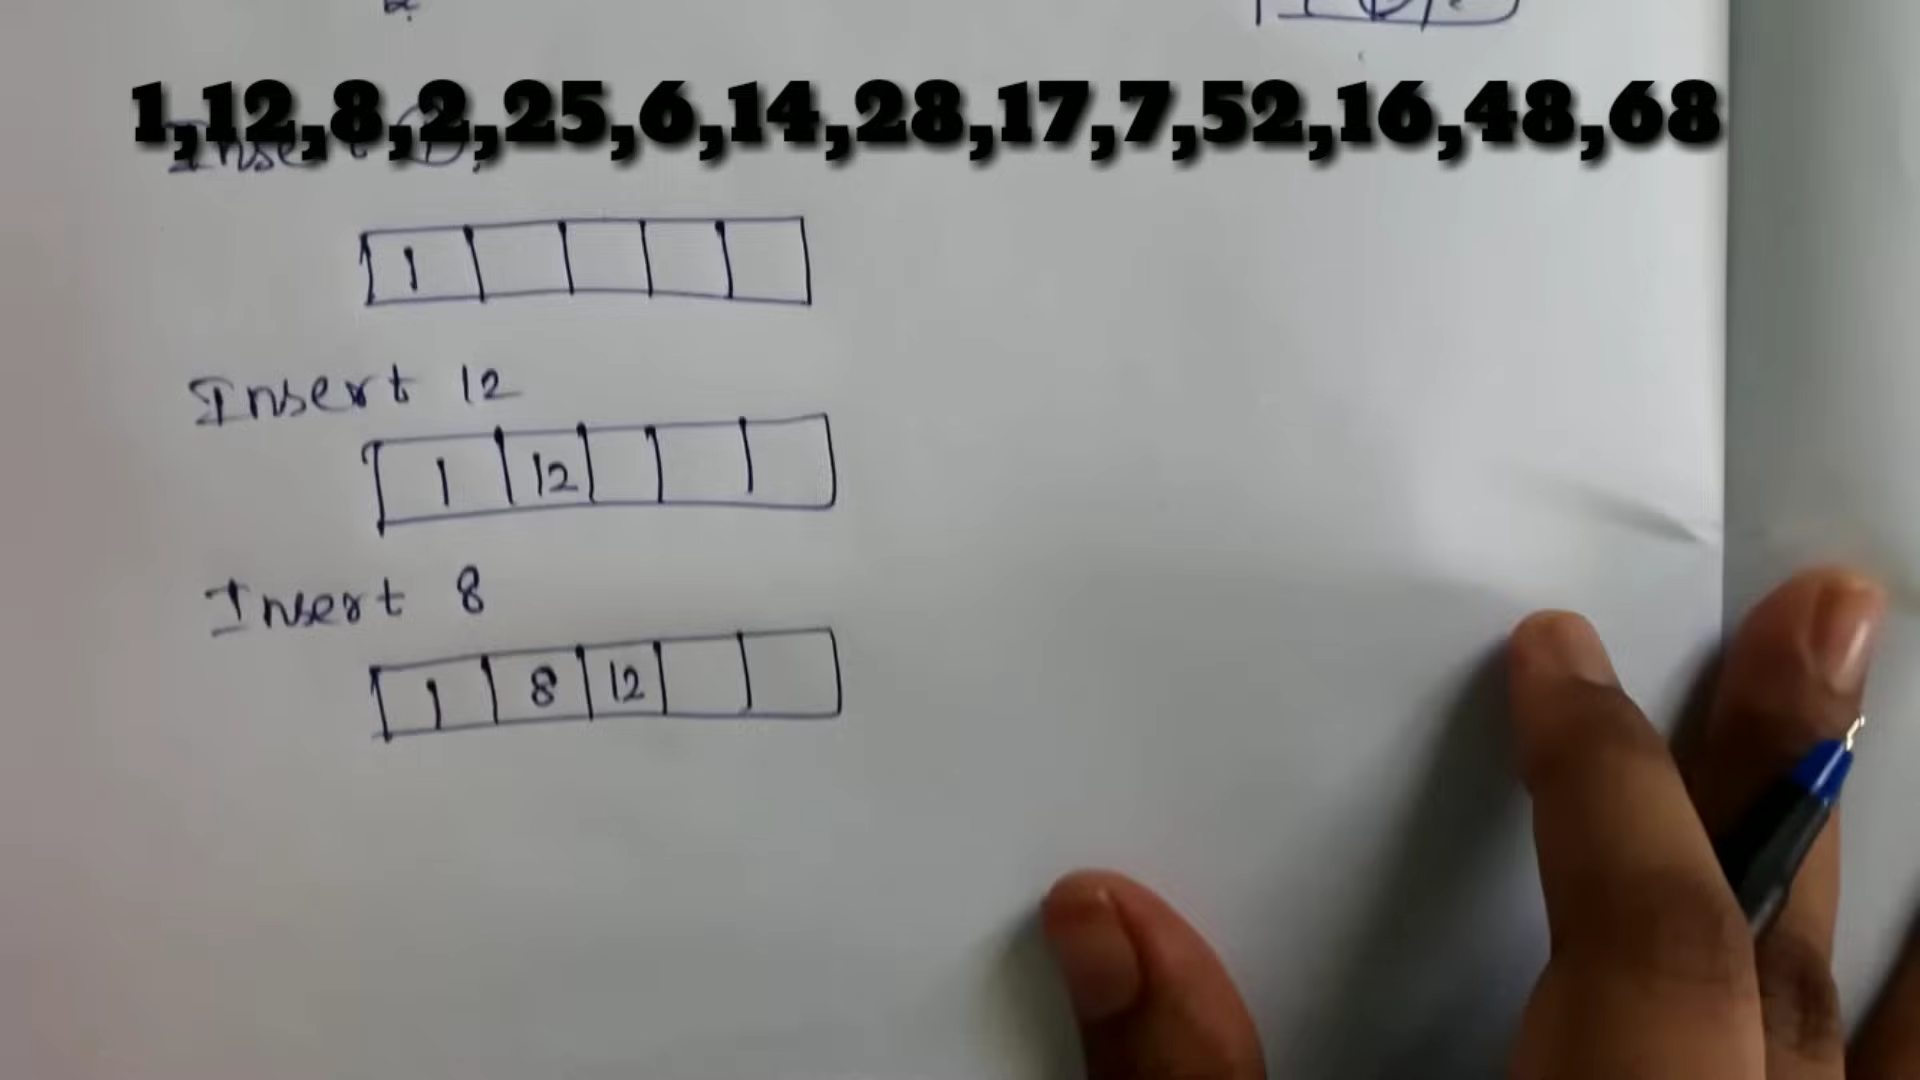 1,12,8,2,25,6,14,28,17,7,52,16,48,68
Insert
1
Insert 12
1 12
Insert 8
1 8 12